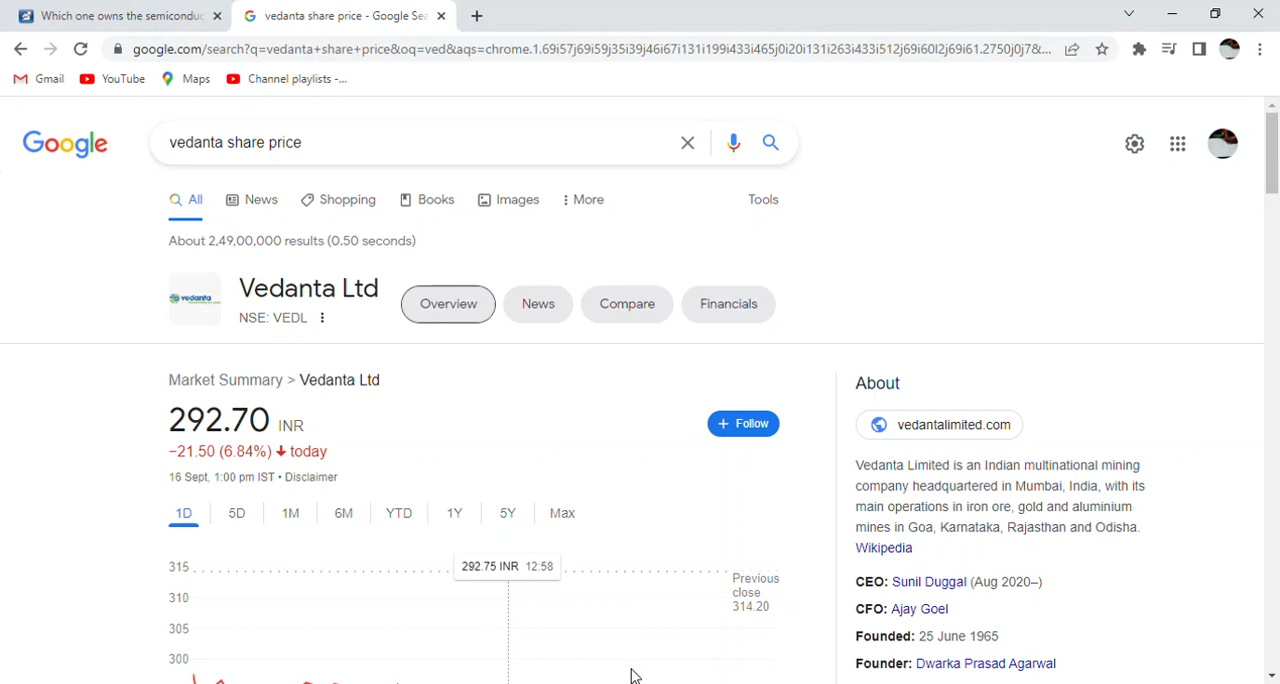 Which one owns the semiconduc
vedanta share price - Google Sea
google.com/search?q=vedanta+share+price&oq=ved&aqs=chrome.1.69i57j69i59j35i39j46i67i131i199i433i465j0i20i131i263i433i512j69i60l2j69i61.2750j0j7&...
Gmail YouTube Maps Channel playlists -...
Google
vedanta share price
All News Shopping Books Images More Tools
About 2,49,00,000 results (0.50 seconds)
vedanta
Vedanta Ltd
NSE: VEDL
Overview News Compare Financials
Market Summary > Vedanta Ltd
292.70 INR
+ Follow
−21.50 (6.84%) ↓ today
16 Sept, 1:00 pm IST • Disclaimer
1D 5D 1M 6M YTD 1Y 5Y Max
292.75 INR 12:58
315
310
305
300
Previous
close
314.20
About
vedantalimited.com
Vedanta Limited is an Indian multinational mining
company headquartered in Mumbai, India, with its
main operations in iron ore, gold and aluminium
mines in Goa, Karnataka, Rajasthan and Odisha.
Wikipedia
CEO: Sunil Duggal (Aug 2020–)
CFO: Ajay Goel
Founded: 25 June 1965
Founder: Dwarka Prasad Agarwal